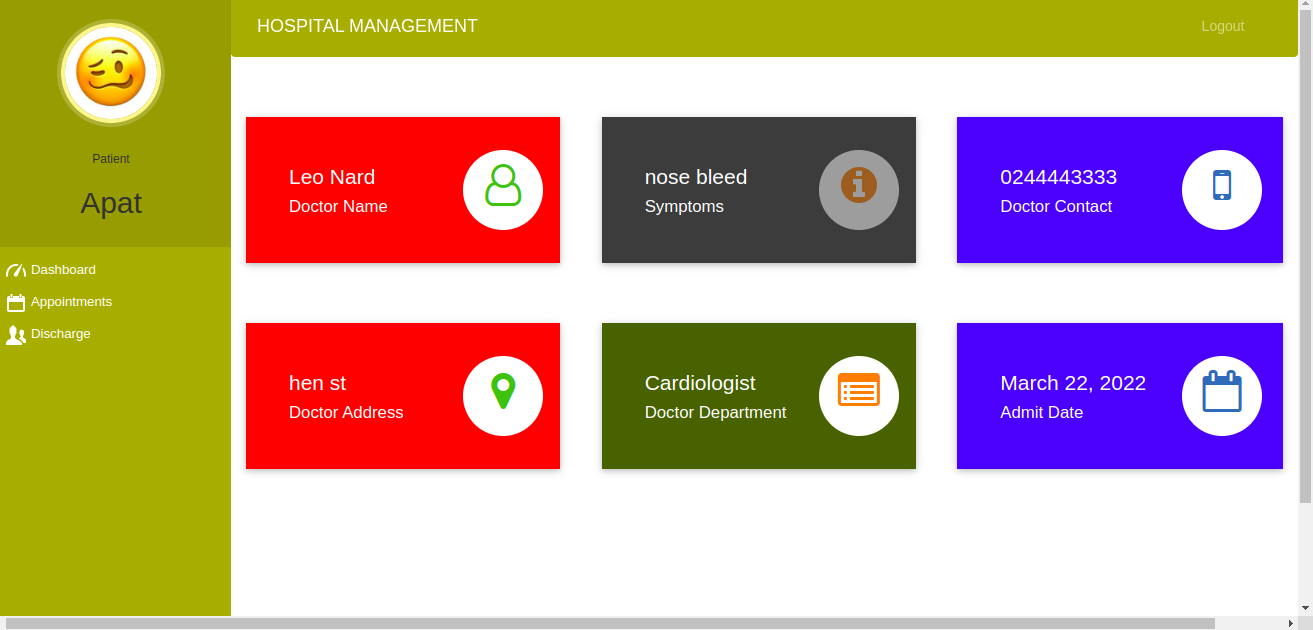 HOSPITAL MANAGEMENT
Logout
Patient
Apat
Dashboard
Appointments
Discharge
Leo Nard
Doctor Name
nose bleed
Symptoms
0244443333
Doctor Contact
hen st
Doctor Address
Cardiologist
Doctor Department
March 22, 2022
Admit Date